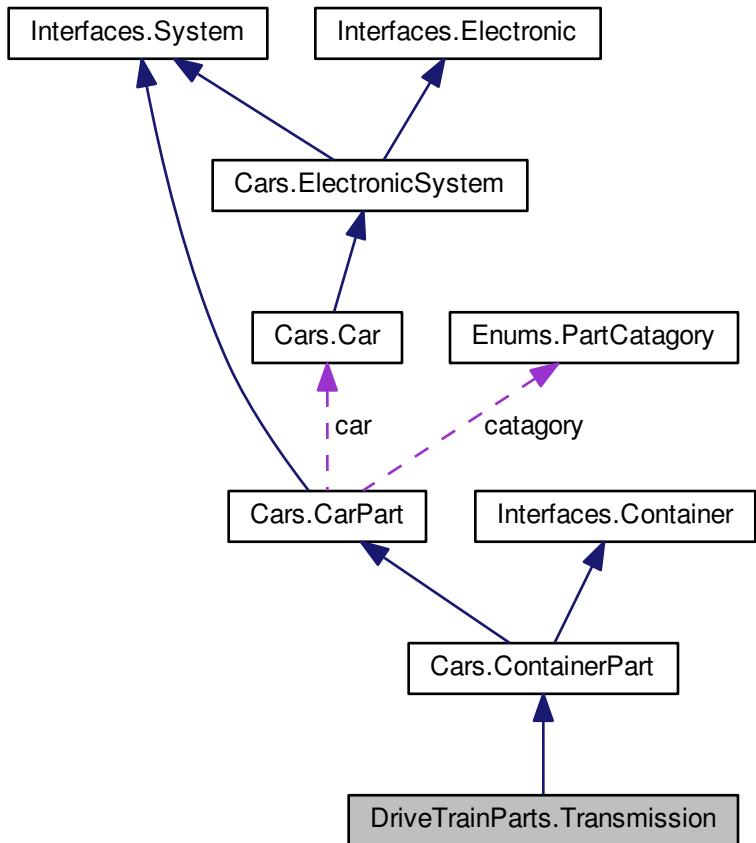 Interfaces.System
Interfaces.Electronic
Cars.ElectronicSystem
Cars.Car
Enums.PartCatagory
car
catagory
Cars.CarPart
Interfaces.Container
Cars.ContainerPart
DriveTrainParts.Transmission